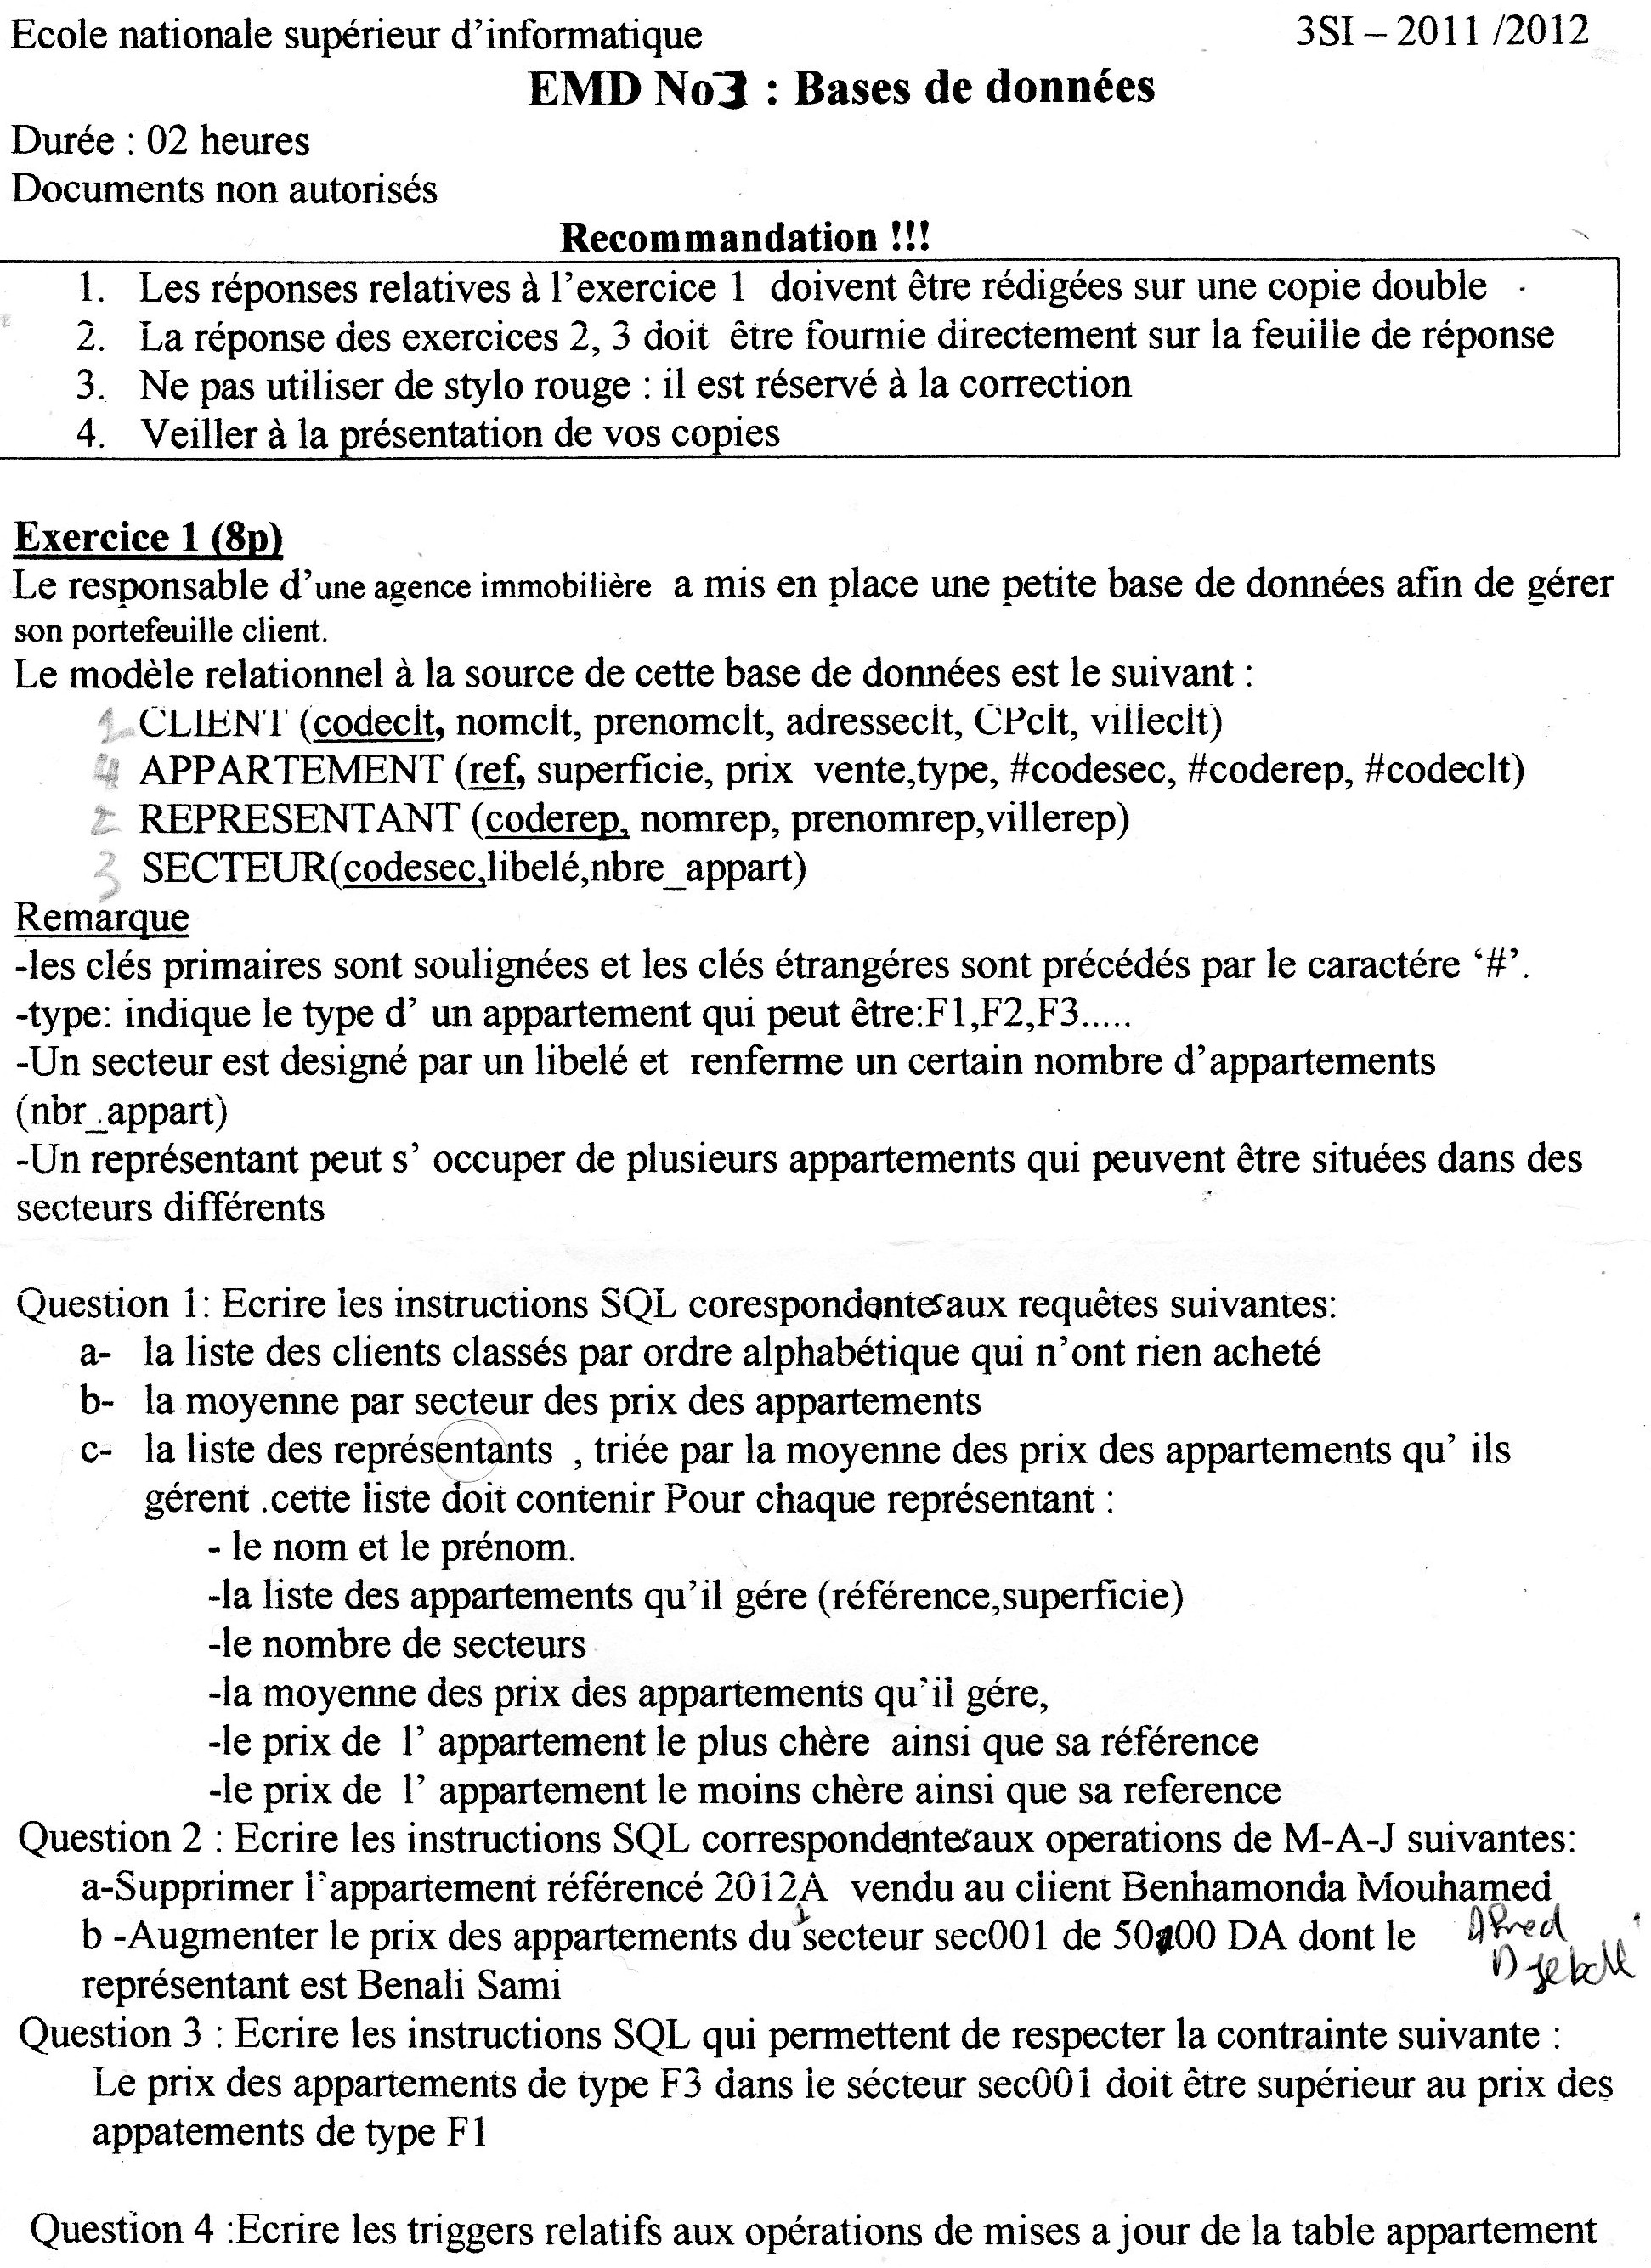 Ecole nationale supérieur d'informatique 3SI – 2011 /2012
EMD No3 : Bases de données
Durée : 02 heures
Documents non autorisés
Recommandation !!!
1. Les réponses relatives à l'exercice 1 doivent être rédigées sur une copie double
2. La réponse des exercices 2, 3 doit être fournie directement sur la feuille de réponse
3. Ne pas utiliser de stylo rouge : il est réservé à la correction
4. Veiller à la présentation de vos copies
Exercice 1 (8p)
Le responsable d'une agence immobilière a mis en place une petite base de données afin de gérer
son portefeuille client.
Le modèle relationnel à la source de cette base de données est le suivant :
1 CLIENT (codeclt, nomclt, prenomclt, adresseclt, CPclt, villeclt)
4 APPARTEMENT (ref, superficie, prix vente,type, #codesec, #coderep, #codeclt)
2 REPRESENTANT (coderep, nomrep, prenomrep,villerep)
3 SECTEUR(codesec,libelé,nbre_appart)
Remarque
-les clés primaires sont soulignées et les clés étrangéres sont précédés par le caractére ‘#’.
-type: indique le type d' un appartement qui peut être:F1,F2,F3.....
-Un secteur est designé par un libelé et renferme un certain nombre d'appartements
(nbr_appart)
-Un représentant peut s' occuper de plusieurs appartements qui peuvent être situées dans des
secteurs différents
Question 1: Ecrire les instructions SQL corespondantes aux requêtes suivantes:
a- la liste des clients classés par ordre alphabétique qui n'ont rien acheté
b- la moyenne par secteur des prix des appartements
c- la liste des représentants , triée par la moyenne des prix des appartements qu' ils
gérent .cette liste doit contenir Pour chaque représentant :
- le nom et le prénom.
-la liste des appartements qu'il gére (référence,superficie)
-le nombre de secteurs
-la moyenne des prix des appartements qu'il gére,
-le prix de l' appartement le plus chère ainsi que sa référence
-le prix de l' appartement le moins chère ainsi que sa reference
Question 2 : Ecrire les instructions SQL correspondantes aux operations de M-A-J suivantes:
a-Supprimer l'appartement référencé 2012A vendu au client Benhamonda Mouhamed
b -Augmenter le prix des appartements du secteur sec001 de 50000 DA dont le
représentant est Benali Sami
Question 3 : Ecrire les instructions SQL qui permettent de respecter la contrainte suivante :
Le prix des appartements de type F3 dans le sécteur sec001 doit être supérieur au prix des
appatements de type F1
Question 4 :Ecrire les triggers relatifs aux opérations de mises a jour de la table appartement